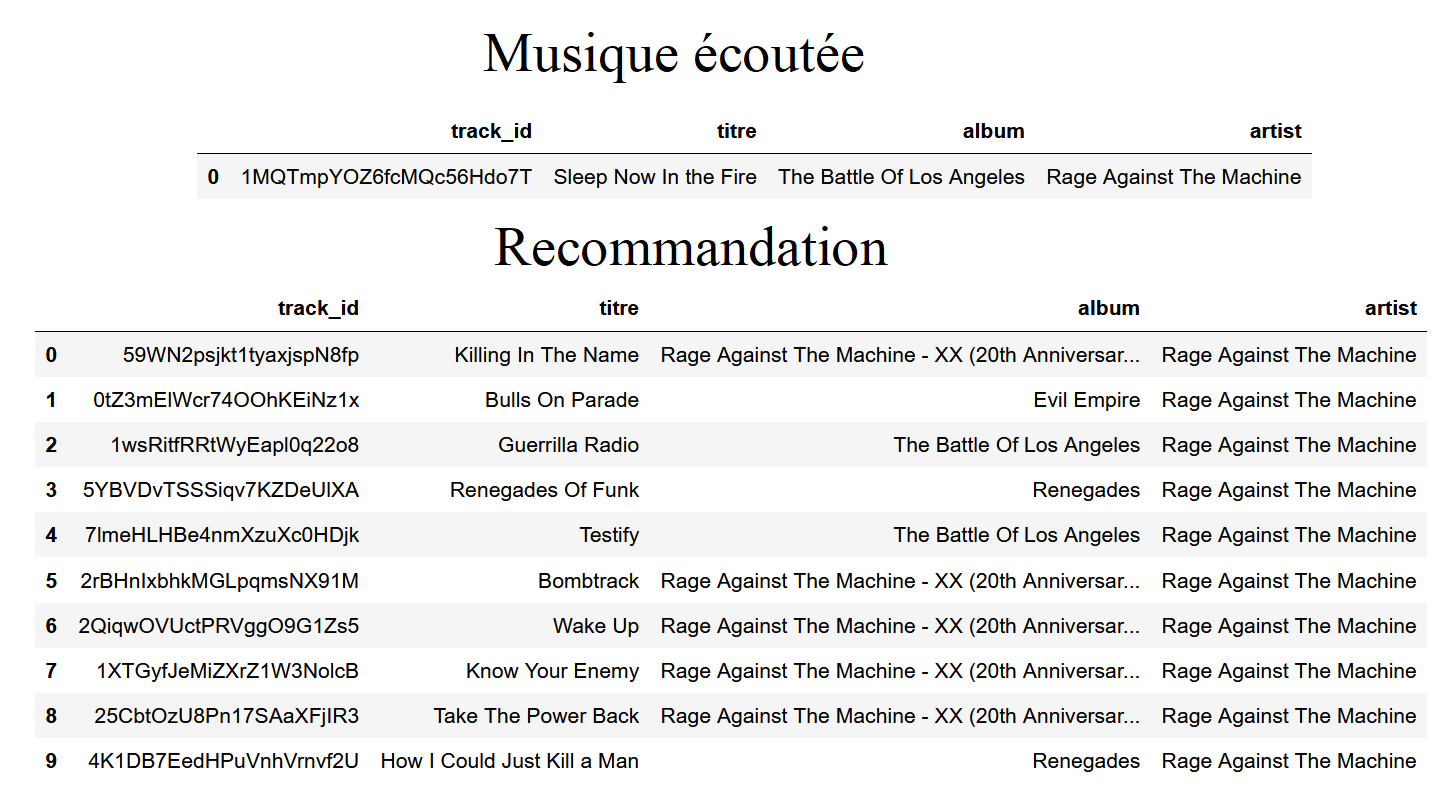 Musique écoutée
track_id titre album artist
0 1MQTmpYOZ6fcMQc56Hdo7T Sleep Now In the Fire The Battle Of Los Angeles Rage Against The Machine
Recommandation
track_id titre album artist
0 59WN2psjkt1tyaxjspN8fp Killing In The Name Rage Against The Machine - XX (20th Anniversar... Rage Against The Machine
1 0tZ3mElWcr74OOhKEiNz1x Bulls On Parade Evil Empire Rage Against The Machine
2 1wsRitfRRtWyEapl0q22o8 Guerrilla Radio The Battle Of Los Angeles Rage Against The Machine
3 5YBVDvTSSSiqv7KZDeUlXA Renegades Of Funk Renegades Rage Against The Machine
4 7lmeHLHBe4nmXzuXc0HDjk Testify The Battle Of Los Angeles Rage Against The Machine
5 2rBHnIxbhkMGLpqmsNX91M Bombtrack Rage Against The Machine - XX (20th Anniversar... Rage Against The Machine
6 2QiqwOVUctPRVggO9G1Zs5 Wake Up Rage Against The Machine - XX (20th Anniversar... Rage Against The Machine
7 1XTGyfJeMiZXrZ1W3NolcB Know Your Enemy Rage Against The Machine - XX (20th Anniversar... Rage Against The Machine
8 25CbtOzU8Pn17SAaXFjIR3 Take The Power Back Rage Against The Machine - XX (20th Anniversar... Rage Against The Machine
9 4K1DB7EedHPuVnhVrnvf2U How I Could Just Kill a Man Renegades Rage Against The Machine